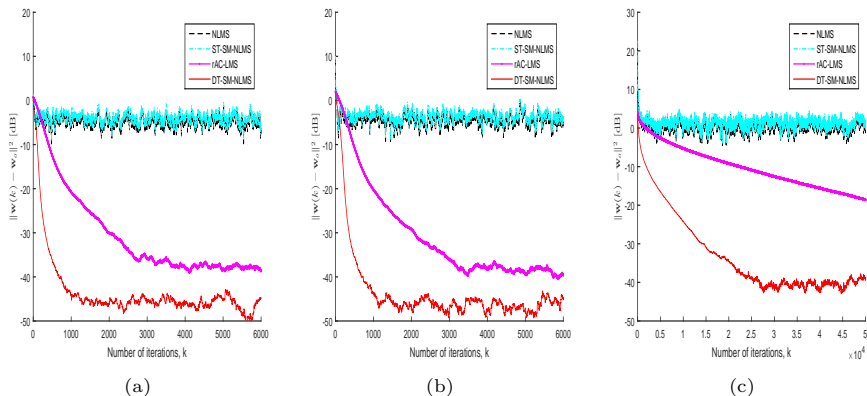 20
10
0
-10
-20
-30
-40
-50
0
1000
2000
3000
4000
5000
6000
Number of iterations, k
‖w(k) − w_o‖² [dB]
NLMS
ST-SM-NLMS
rAC-LMS
DT-SM-NLMS
(a)
20
10
0
-10
-20
-30
-40
-50
0
1000
2000
3000
4000
5000
6000
Number of iterations, k
‖w(k) − w_o‖² [dB]
NLMS
ST-SM-NLMS
rAC-LMS
DT-SM-NLMS
(b)
30
20
10
0
-10
-20
-30
-40
-50
0
0.5
1
1.5
2
2.5
3
3.5
4
4.5
5
×10⁴
Number of iterations, k
‖w(k) − w_o‖² [dB]
NLMS
ST-SM-NLMS
rAC-LMS
DT-SM-NLMS
(c)